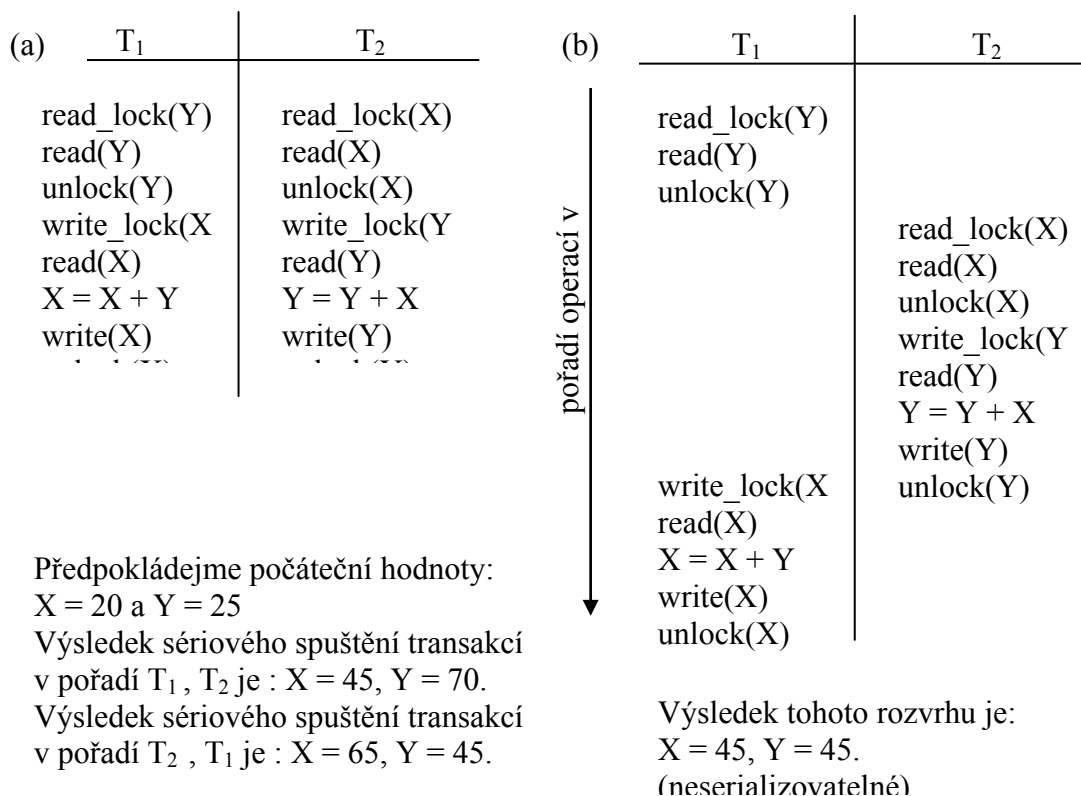 (a)
T1 T2
read_lock(Y) read_lock(X)
read(Y) read(X)
unlock(Y) unlock(X)
write_lock(X write_lock(Y
read(X) read(Y)
X = X + Y Y = Y + X
write(X) write(Y)
Předpokládejme počáteční hodnoty:
X = 20 a Y = 25
Výsledek sériového spuštění transakcí
v pořadí T1 , T2 je : X = 45, Y = 70.
Výsledek sériového spuštění transakcí
v pořadí T2 , T1 je : X = 65, Y = 45.
(b)
T1 T2
pořadí operací v
read_lock(Y)
read(Y)
unlock(Y)
read_lock(X)
read(X)
unlock(X)
write_lock(Y
read(Y)
Y = Y + X
write(Y)
write_lock(X unlock(Y)
read(X)
X = X + Y
write(X)
unlock(X)
Výsledek tohoto rozvrhu je:
X = 45, Y = 45.
(neserializovatelné)